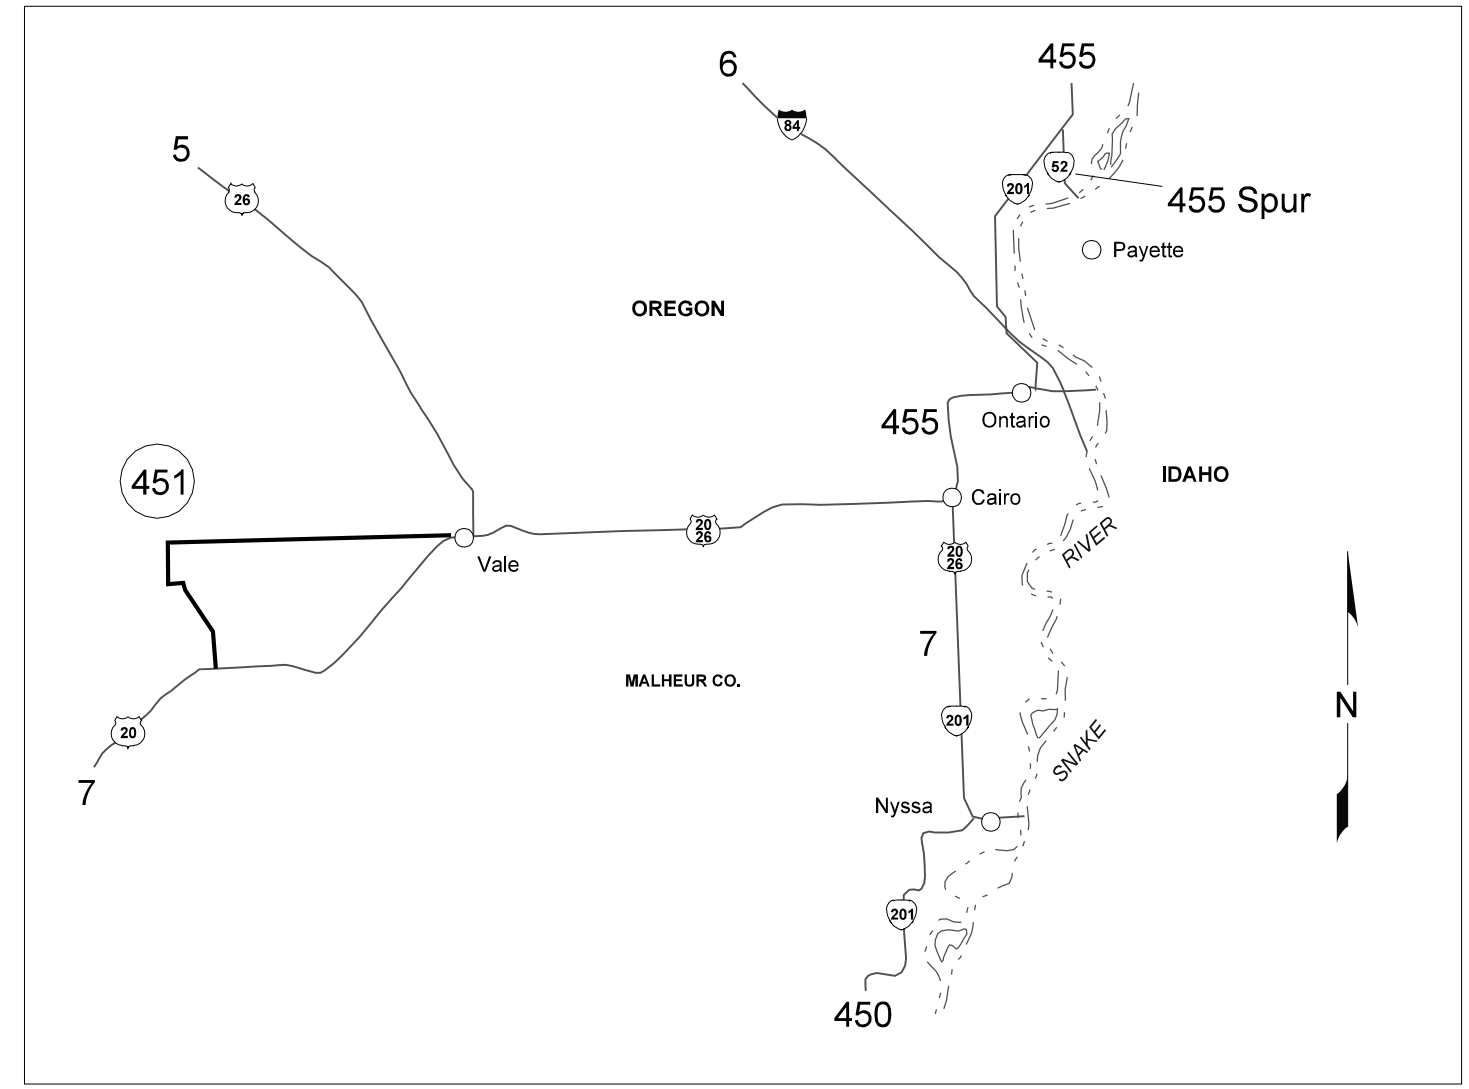 455
6
84
5
52
201
26
455 Spur
Payette
OREGON
455
Ontario
IDAHO
451
Cairo
20
26
20
26
Vale
RIVER
7
MALHEUR CO.
N
201
20
SNAKE
7
Nyssa
201
450